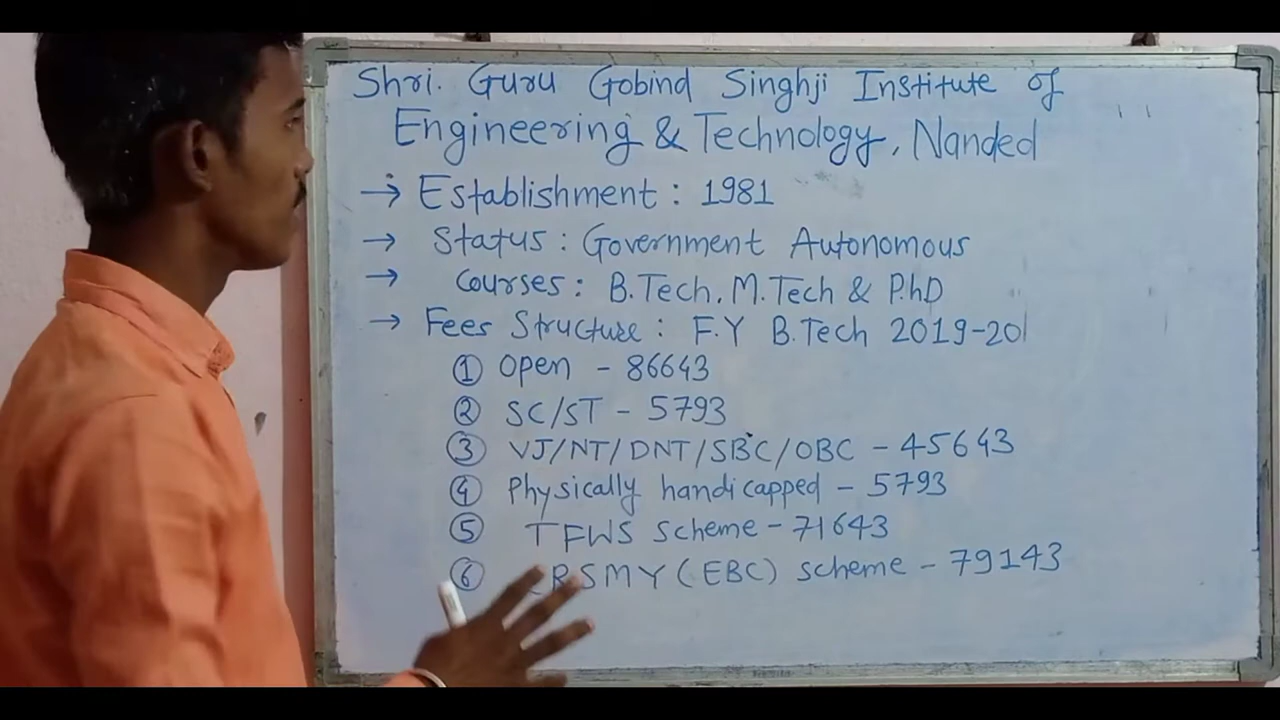 Shri. Guru Gobind Singhji Institute of
Engineering & Technology, Nanded
→ Establishment : 1981
→ Status : Government Autonomous
→ Courses : B.Tech, M.Tech & P.hD
→ Fees Structure : F.Y B.Tech 2019-20
① Open - 86643
② SC/ST - 5793
③ VJ/NT/DNT/SBC/OBC - 45643
④ Physically handicapped - 5793
⑤ TFWS scheme - 71643
⑥ RSMY (EBC) scheme - 79143